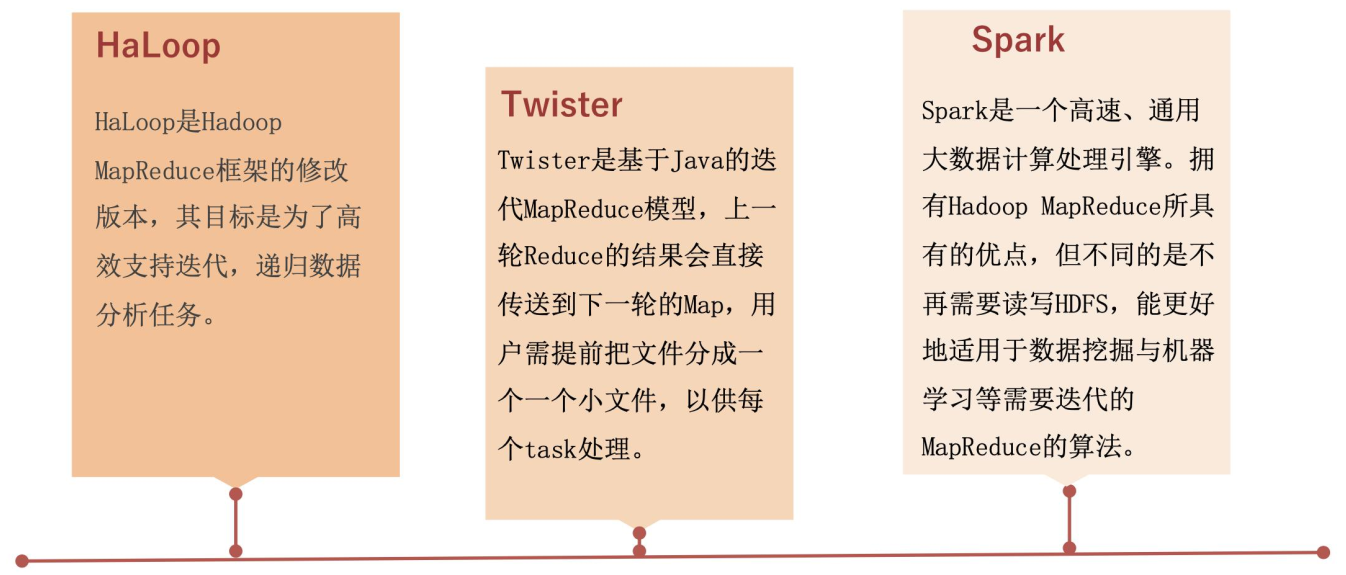 HaLoop
HaLoop是Hadoop
MapReduce框架的修改
版本，其目标是为了高
效支持迭代，递归数据
分析任务。
Twister
Twister是基于Java的迭
代MapReduce模型，上一
轮Reduce的结果会直接
传送到下一轮的Map，用
户需提前把文件分成一
个一个小文件，以供每
个task处理。
Spark
Spark是一个高速、通用
大数据计算处理引擎。拥
有Hadoop MapReduce所具
有的优点，但不同的是不
再需要读写HDFS，能更好
地适用于数据挖掘与机器
学习等需要迭代的
MapReduce的算法。